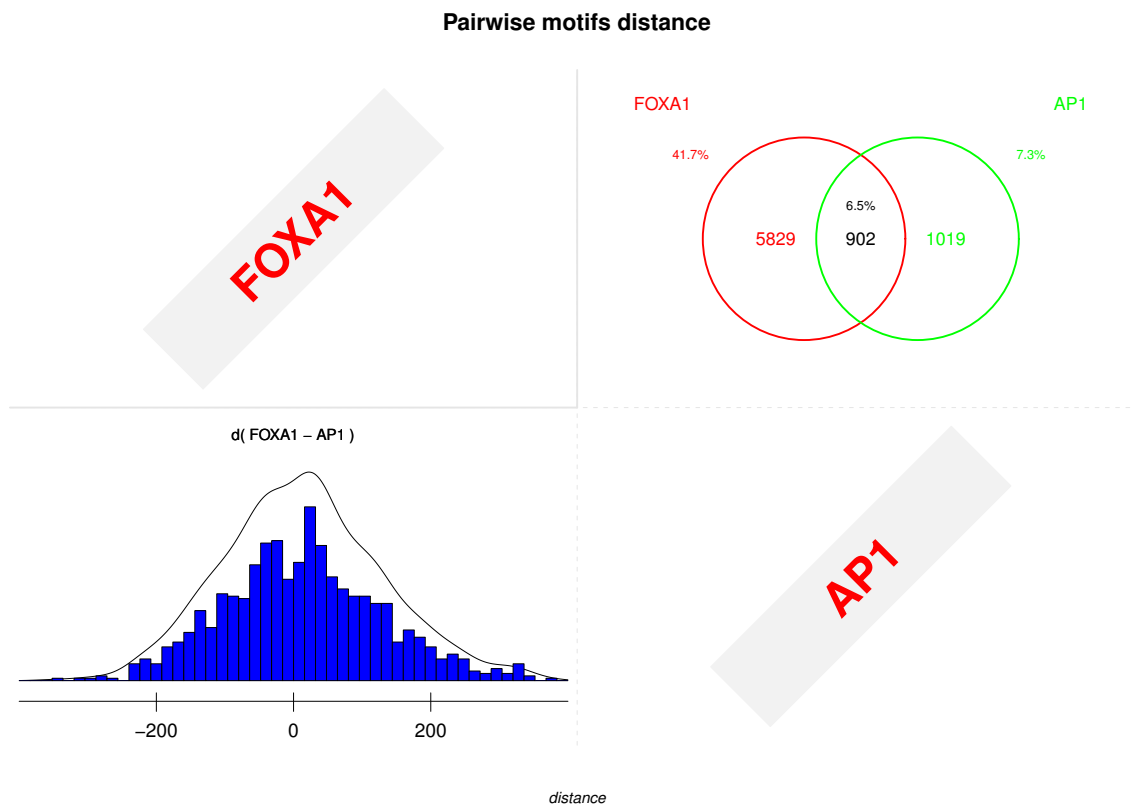 Pairwise motifs distance
FOXA1
FOXA1 AP1
41.7% 7.3%
6.5%
5829 902 1019
d( FOXA1 − AP1 )
−200 0 200
AP1
distance